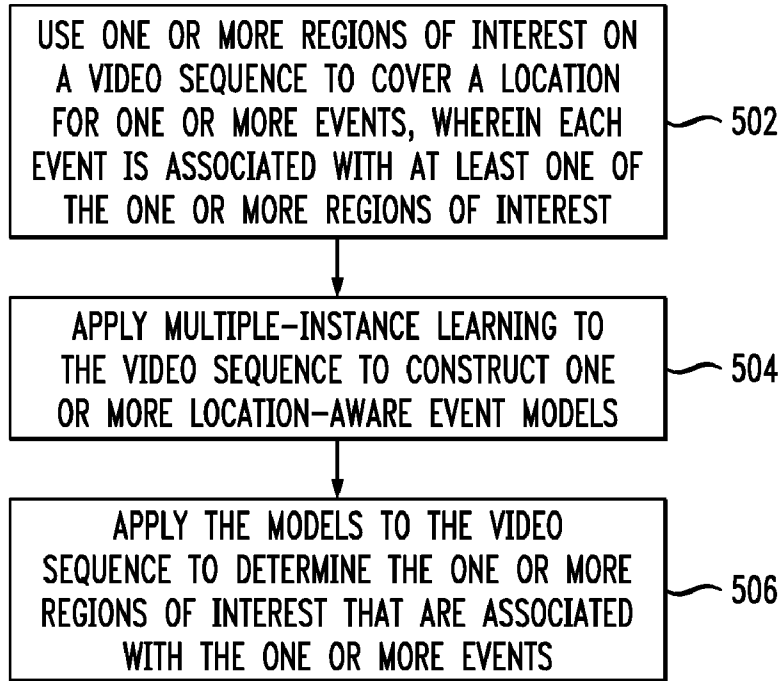 USE ONE OR MORE REGIONS OF INTEREST ON
A VIDEO SEQUENCE TO COVER A LOCATION
FOR ONE OR MORE EVENTS, WHEREIN EACH
EVENT IS ASSOCIATED WITH AT LEAST ONE OF
THE ONE OR MORE REGIONS OF INTEREST
502
APPLY MULTIPLE-INSTANCE LEARNING TO
THE VIDEO SEQUENCE TO CONSTRUCT ONE
OR MORE LOCATION-AWARE EVENT MODELS
504
APPLY THE MODELS TO THE VIDEO
SEQUENCE TO DETERMINE THE ONE OR MORE
REGIONS OF INTEREST THAT ARE ASSOCIATED
WITH THE ONE OR MORE EVENTS
506